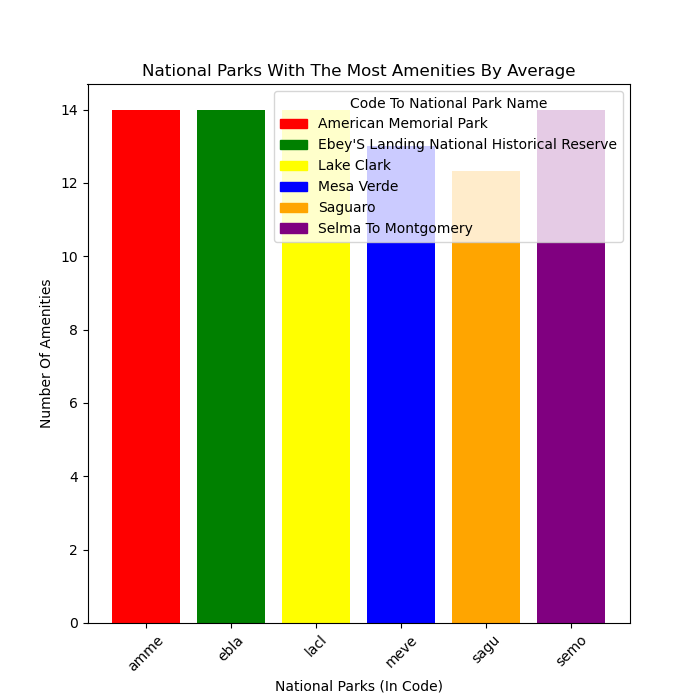 National Parks With The Most Amenities By Average
Code To National Park Name
American Memorial Park
Ebey'S Landing National Historical Reserve
Lake Clark
Mesa Verde
Saguaro
Selma To Montgomery
Number Of Amenities
14
12
10
8
6
4
2
0
amme
ebla
lacl
meve
sagu
semo
National Parks (In Code)